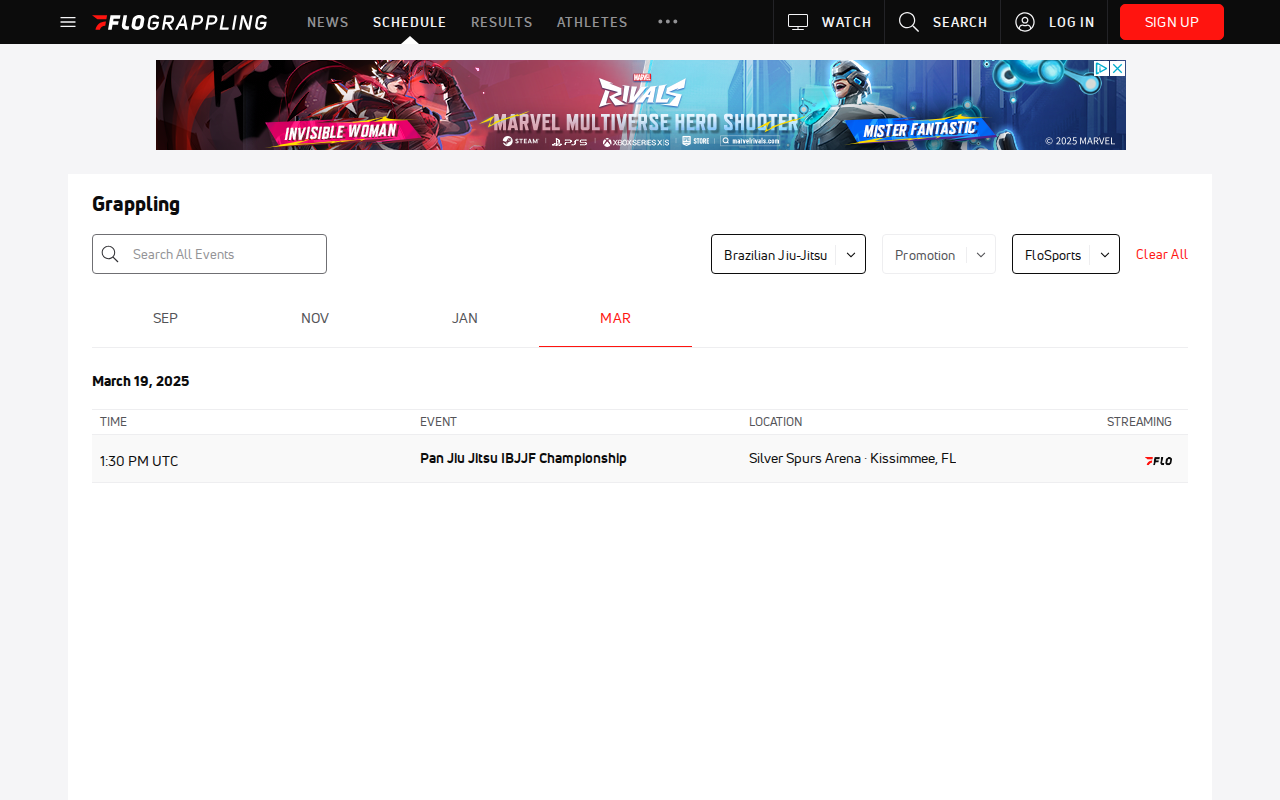 FLOGRAPPLING NEWS SCHEDULE RESULTS ATHLETES WATCH SEARCH LOG IN SIGN UP
MARVEL
RIVALS
MARVEL MULTIVERSE HERO SHOOTER
INVISIBLE WOMAN MISTER FANTASTIC
STEAM PS5 XBOX SERIES X|S STORE marvelrivals.com © 2025 MARVEL
Grappling
Search All Events Brazilian Jiu-Jitsu Promotion FloSports Clear All
SEP NOV JAN MAR
March 19, 2025
TIME EVENT LOCATION STREAMING
1:30 PM UTC Pan Jiu Jitsu IBJJF Championship Silver Spurs Arena · Kissimmee, FL FLO